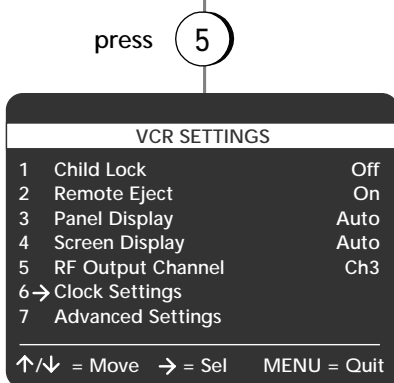 press 5
VCR SETTINGS
1 Child Lock Off
2 Remote Eject On
3 Panel Display Auto
4 Screen Display Auto
5 RF Output Channel Ch3
6→ Clock Settings
7 Advanced Settings
↑/↓ = Move → = Sel MENU = Quit